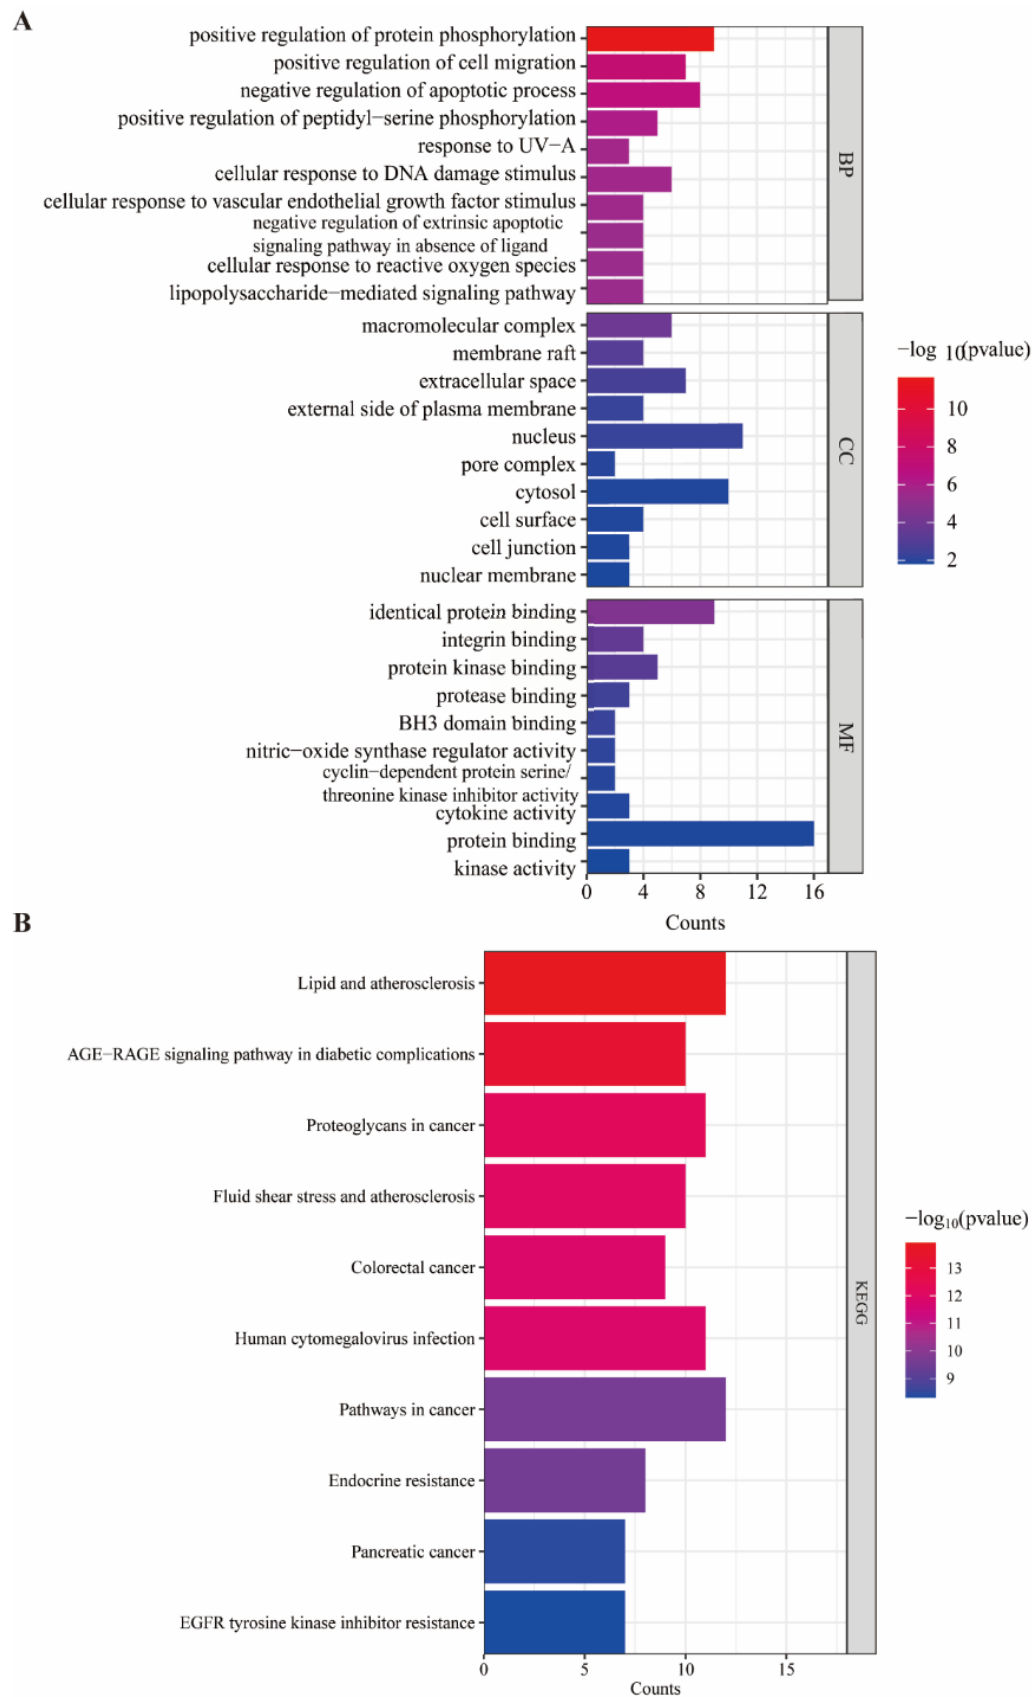 A
positive regulation of protein phosphorylation
positive regulation of cell migration
negative regulation of apoptotic process
positive regulation of peptidyl−serine phosphorylation
response to UV−A
cellular response to DNA damage stimulus
cellular response to vascular endothelial growth factor stimulus
negative regulation of extrinsic apoptotic
signaling pathway in absence of ligand
cellular response to reactive oxygen species
lipopolysaccharide−mediated signaling pathway
BP
macromolecular complex
membrane raft
extracellular space
external side of plasma membrane
nucleus
pore complex
cytosol
cell surface
cell junction
nuclear membrane
CC
identical protein binding
integrin binding
protein kinase binding
protease binding
BH3 domain binding
nitric−oxide synthase regulator activity
cyclin−dependent protein serine/
threonine kinase inhibitor activity
cytokine activity
protein binding
kinase activity
MF
0 4 8 12 16
Counts
−log 10(pvalue)
10
8
6
4
2
B
Lipid and atherosclerosis
AGE−RAGE signaling pathway in diabetic complications
Proteoglycans in cancer
Fluid shear stress and atherosclerosis
Colorectal cancer
Human cytomegalovirus infection
Pathways in cancer
Endocrine resistance
Pancreatic cancer
EGFR tyrosine kinase inhibitor resistance
KEGG
0 5 10 15
Counts
−log10(pvalue)
13
12
11
10
9